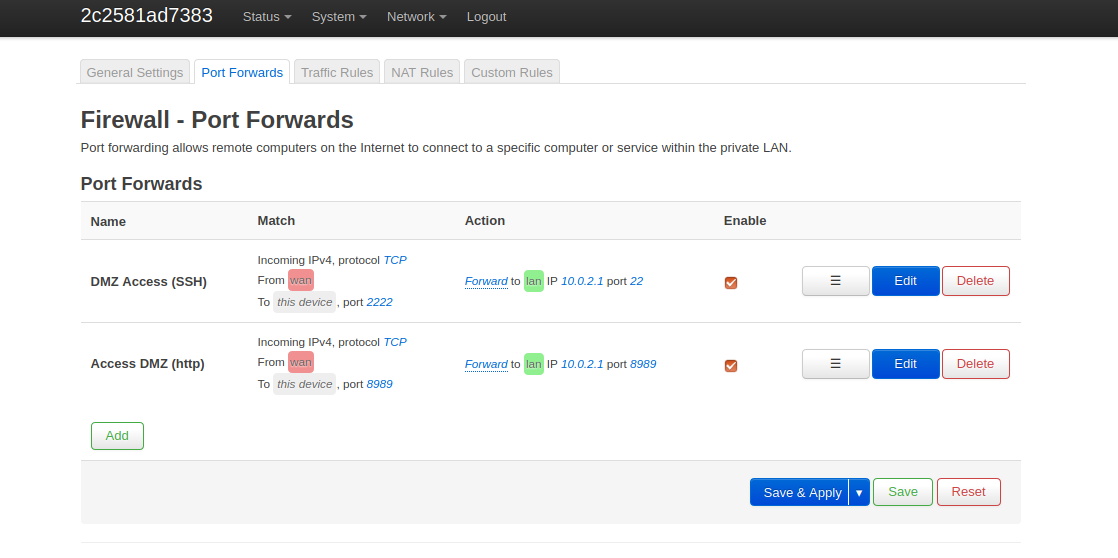 2c2581ad7383 Status System Network Logout
General Settings Port Forwards Traffic Rules NAT Rules Custom Rules
Firewall - Port Forwards
Port forwarding allows remote computers on the Internet to connect to a specific computer or service within the private LAN.
Port Forwards
Name Match Action Enable
Incoming IPv4, protocol TCP
From wan
To this device , port 2222
DMZ Access (SSH) Forward to lan IP 10.0.2.1 port 22 ☰ Edit Delete
Incoming IPv4, protocol TCP
From wan
To this device , port 8989
Access DMZ (http) Forward to lan IP 10.0.2.1 port 8989 ☰ Edit Delete
Add
Save & Apply ▾ Save Reset